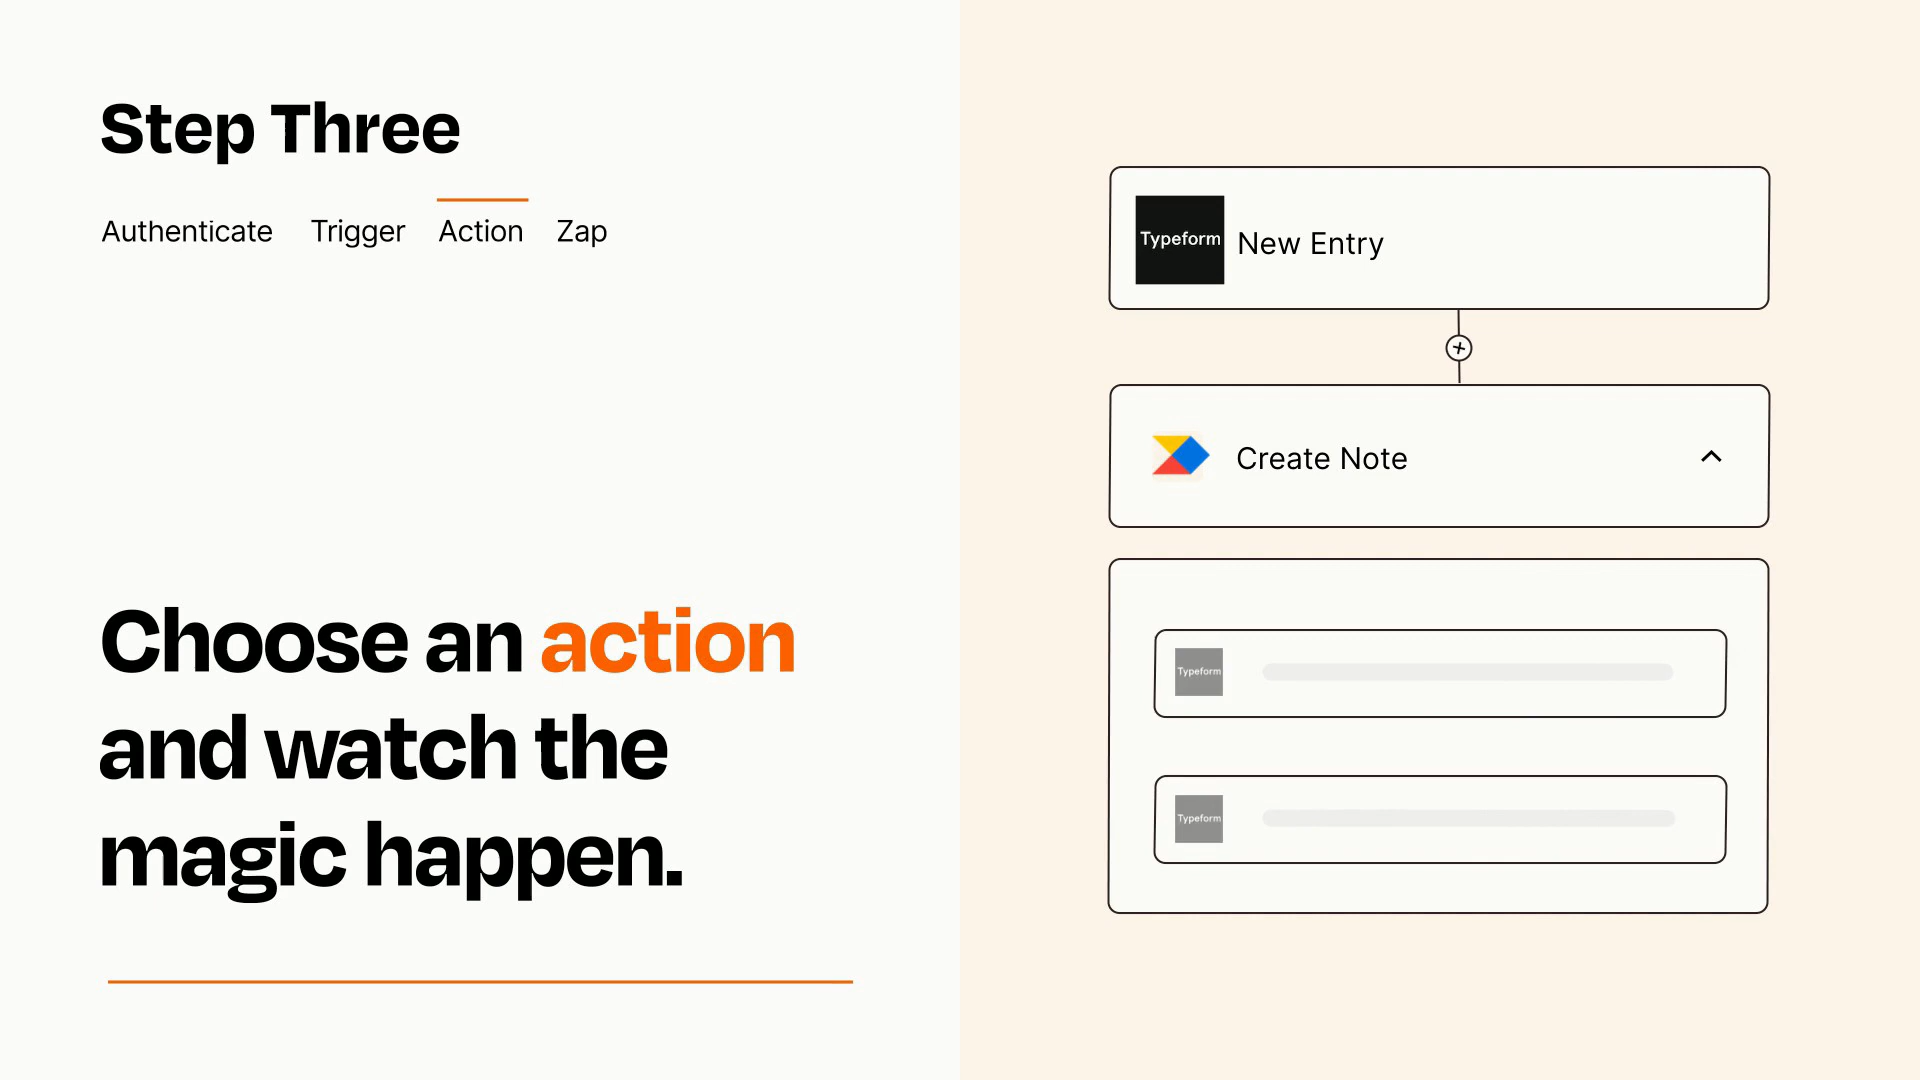 Step Three
Authenticate Trigger Action Zap
Choose an action
and watch the
magic happen.
Typeform
New Entry
Create Note
Typeform
Typeform